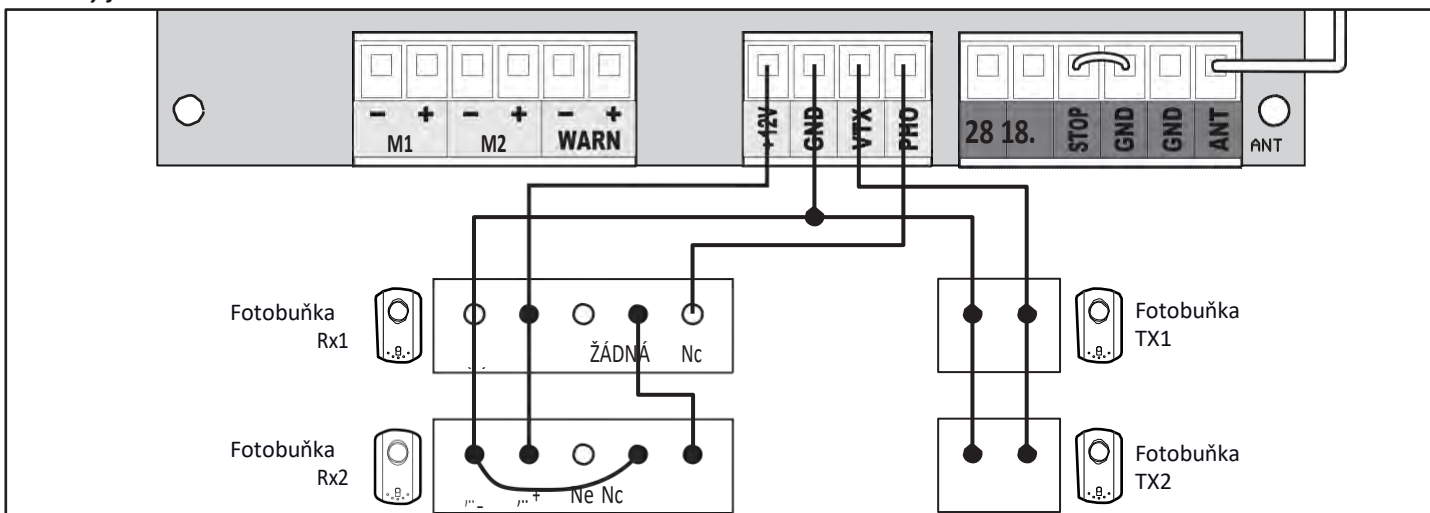 - + - + - +
M1 M2 WARN
+12V GND VTX PHO
28 18. STOP GND GND ANT
ANT
Fotobuňka
Rx1
ŽÁDNÁ Nc
Fotobuňka
TX1
Fotobuňka
Rx2
Ne Nc
Fotobuňka
TX2